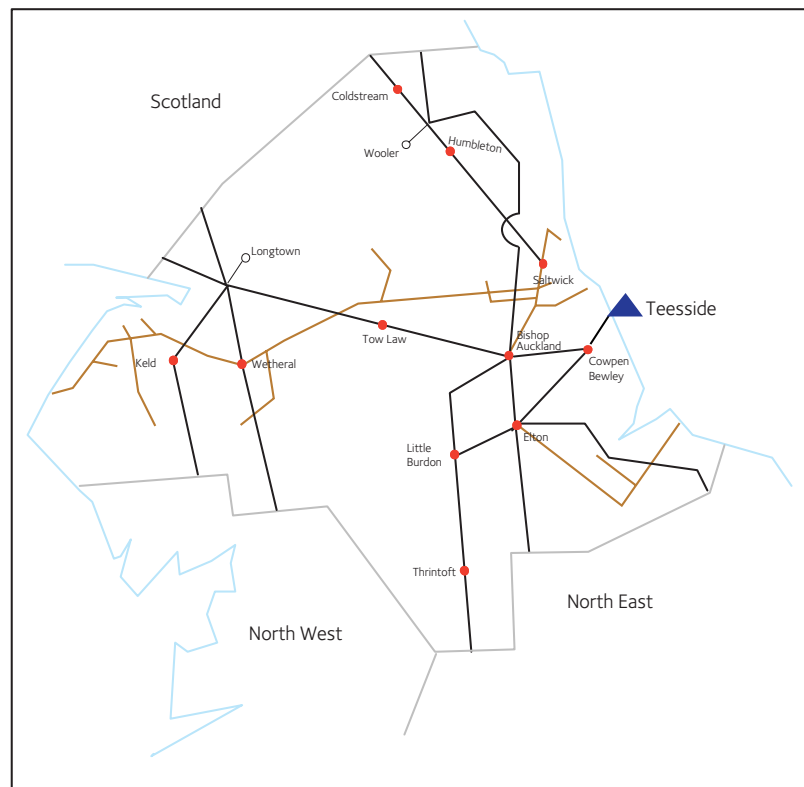 Scotland
Coldstream
Wooler
Humbleton
Longtown
Saltwick
Teesside
Tow Law
Bishop
Auckland
Cowpen
Bewley
Keld
Wetheral
Elton
Little
Burdon
Thrintoft
North East
North West